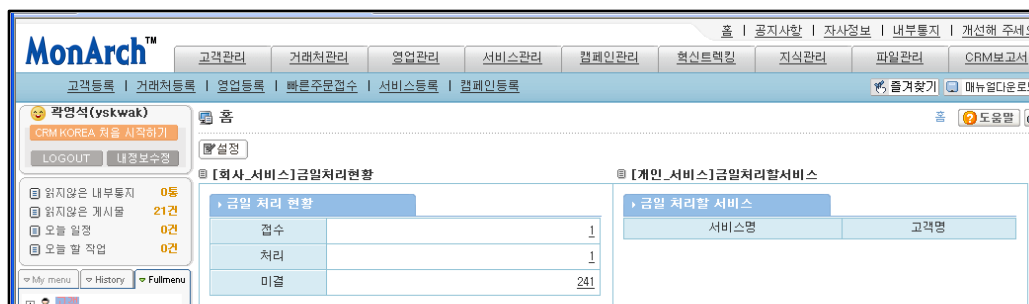 홈 | 공지사항 | 자사정보 | 내부통지 | 개선해 주세요
MonArch™
고객관리 거래처관리 영업관리 서비스관리 캠페인관리 혁신트렉킹 지식관리 파일관리 CRM보고서
고객등록 | 거래처등록 | 영업등록 | 빠른주문접수 | 서비스등록 | 캠페인등록 즐겨찾기 매뉴얼다운로드
곽영석(yskwak)
CRM KOREA 처음 시작하기
LOGOUT 내정보수정
읽지않은 내부통지 0통
읽지않은 게시물 21건
오늘 일정 0건
오늘 할 작업 0건
My menu History Fullmenu
홈 홈 도움말
설정
[회사_서비스]금일처리현황
금일 처리 현황
접수 1
처리 1
미결 241
[개인_서비스]금일처리할서비스
금일 처리할 서비스
서비스명 고객명